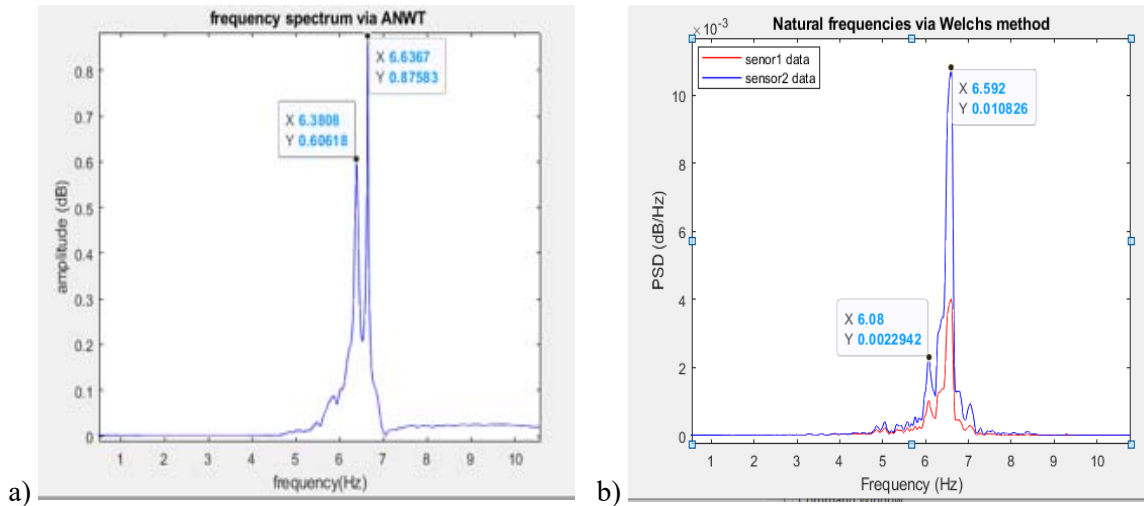 frequency spectrum via ANWT
X 6.6367
Y 0.87583
X 6.3808
Y 0.60618
0.8
0.7
0.6
0.5
0.4
0.3
0.2
0.1
0
amplitude (dB)
1 2 3 4 5 6 7 8 9 10
frequency(Hz)
a)
Natural frequencies via Welchs method
×10⁻³
senor1 data
sensor2 data
X 6.592
Y 0.010826
X 6.08
Y 0.0022942
10
8
6
4
2
0
PSD (dB/Hz)
1 2 3 4 5 6 7 8 9 10
Frequency (Hz)
b)